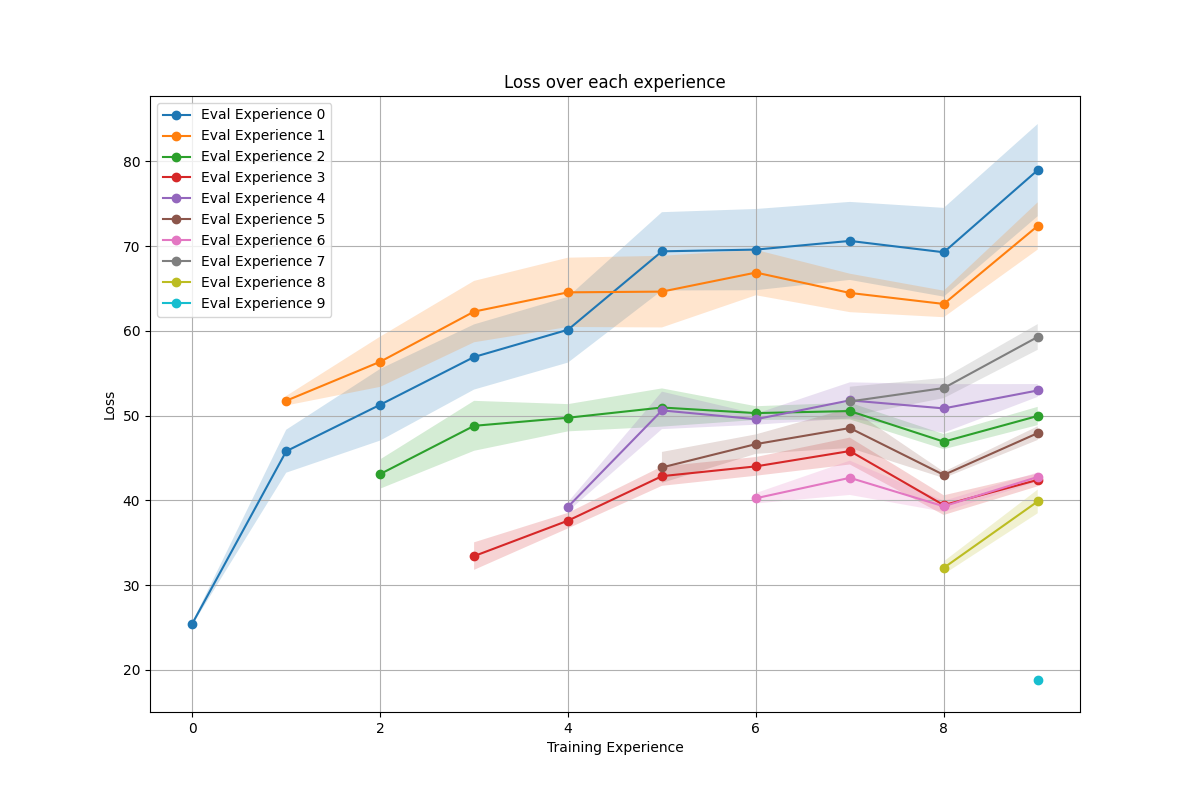 Loss over each experience
Eval Experience 0
Eval Experience 1
Eval Experience 2
Eval Experience 3
Eval Experience 4
Eval Experience 5
Eval Experience 6
Eval Experience 7
Eval Experience 8
Eval Experience 9
80
70
60
50
40
30
20
Loss
0 2 4 6 8
Training Experience